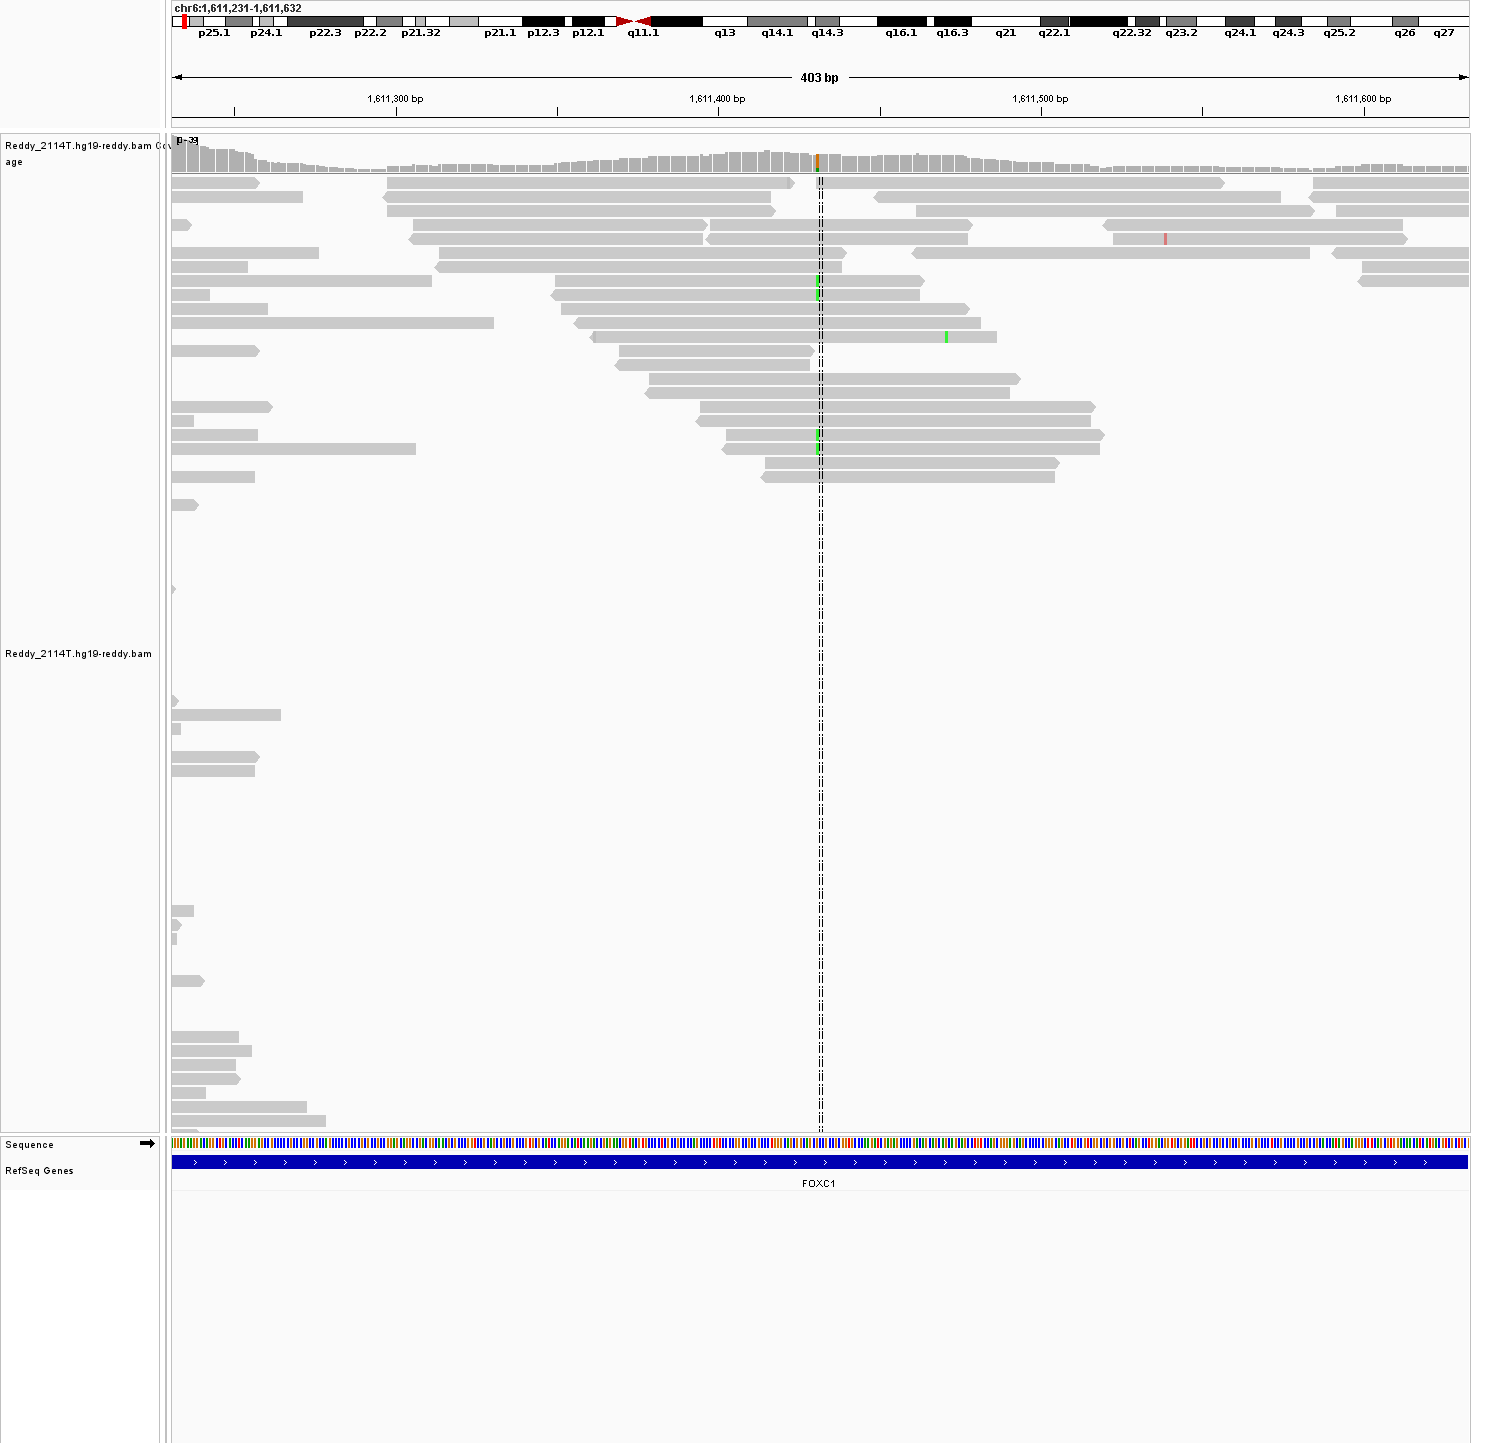 chr6:1,611,231-1,611,632
p25.1 p24.1 p22.3 p22.2 p21.32 p21.1 p12.3 p12.1 q11.1 q13 q14.1 q14.3 q16.1 q16.3 q21 q22.1 q22.32 q23.2 q24.1 q24.3 q25.2 q26 q27
403 bp
1,611,300 bp 1,611,400 bp 1,611,500 bp 1,611,600 bp
[0-39]
Reddy_2114T.hg19-reddy.bam Cov
age
Reddy_2114T.hg19-reddy.bam
Sequence
RefSeq Genes
FOXC1